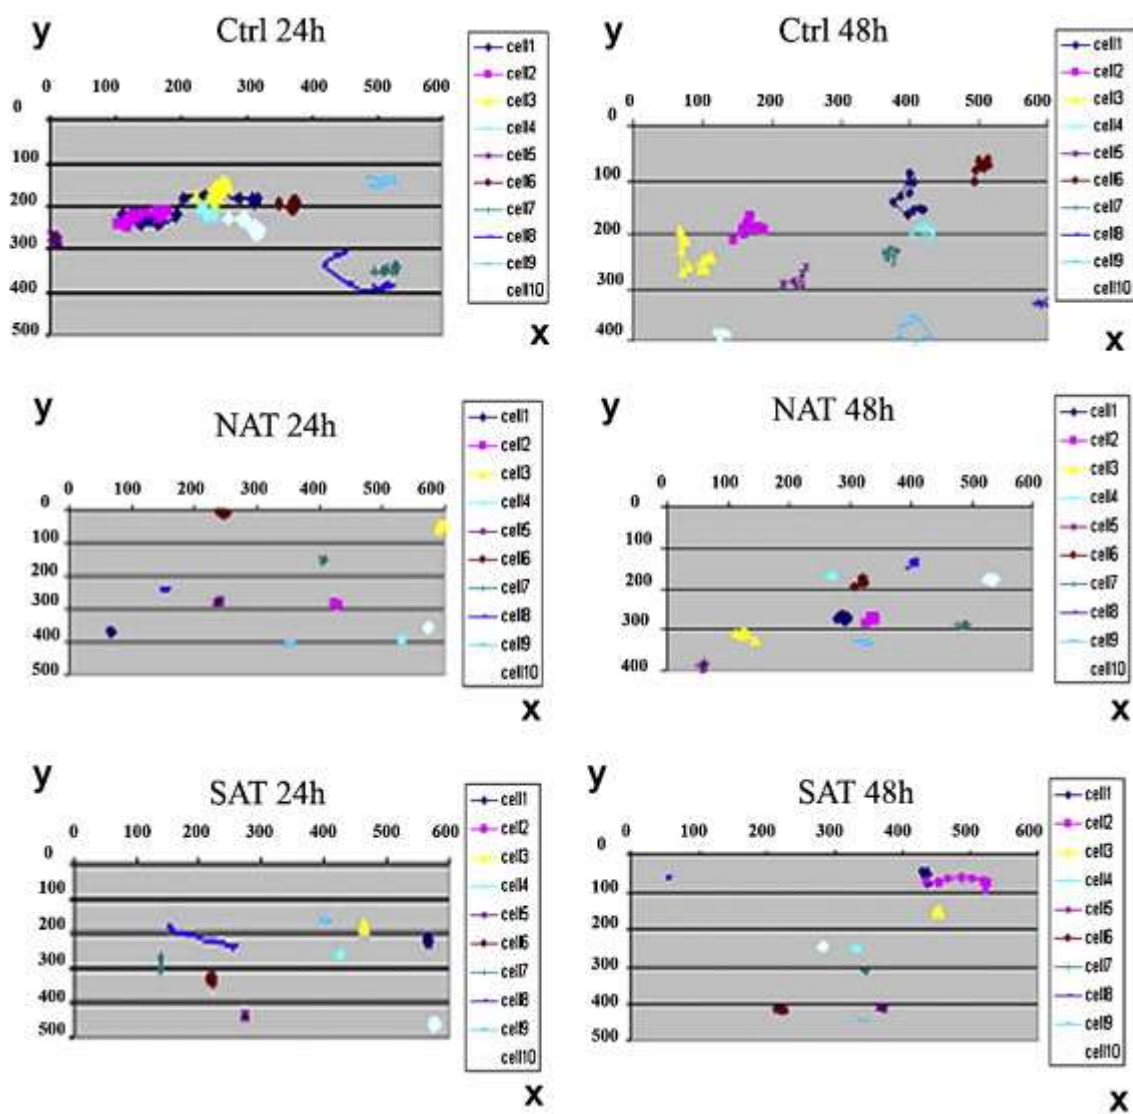 y Ctrl 24h
cell1
cell2
cell3
cell4
cell5
cell6
cell7
cell8
cell9
cell10
0 100 200 300 400 500 600
0
100
200
300
400
500
x
y Ctrl 48h
cell1
cell2
cell3
cell4
cell5
cell6
cell7
cell8
cell9
cell10
0 100 200 300 400 500 600
0
100
200
300
400
x
y NAT 24h
cell1
cell2
cell3
cell4
cell5
cell6
cell7
cell8
cell9
cell10
0 100 200 300 400 500 600
0
100
200
300
400
500
x
y NAT 48h
cell1
cell2
cell3
cell4
cell5
cell6
cell7
cell8
cell9
cell10
0 100 200 300 400 500 600
0
100
200
300
400
x
y SAT 24h
cell1
cell2
cell3
cell4
cell5
cell6
cell7
cell8
cell9
cell10
0 100 200 300 400 500 600
0
100
200
300
400
500
x
y SAT 48h
cell1
cell2
cell3
cell4
cell5
cell6
cell7
cell8
cell9
cell10
0 100 200 300 400 500 600
0
100
200
300
400
500
x